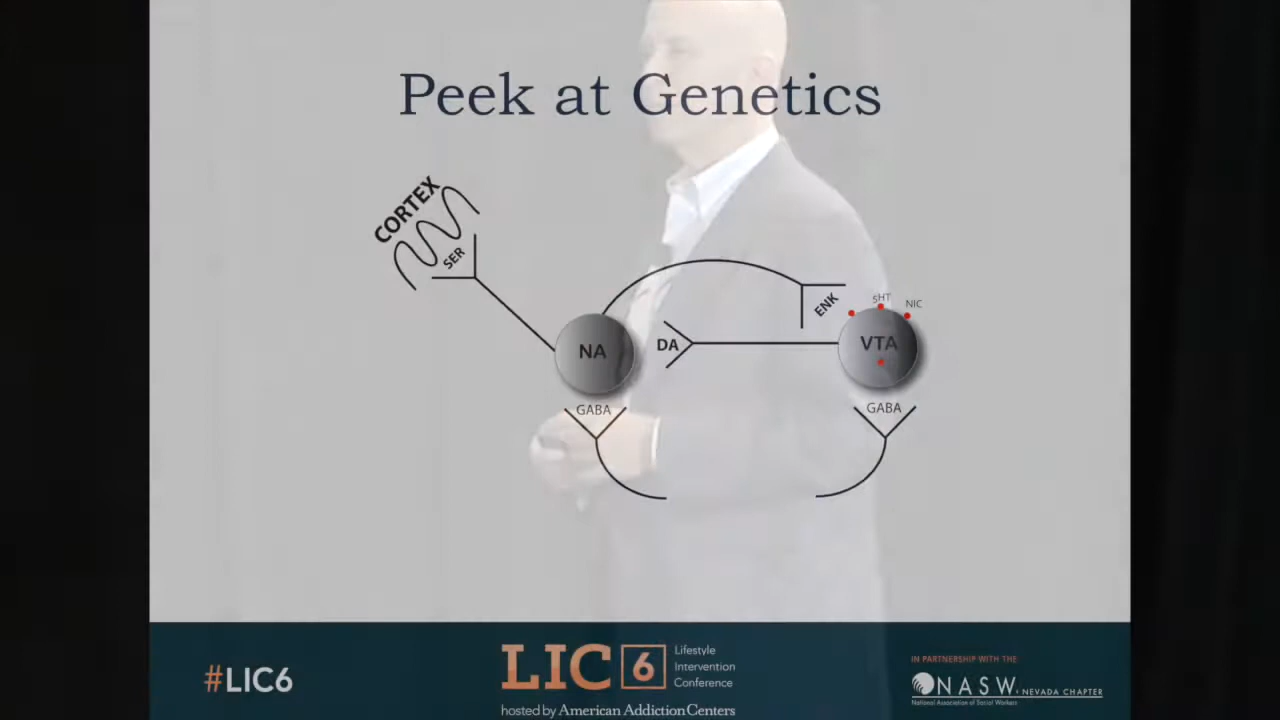 Peek at Genetics
CORTEX
SER
NA
DA
ENK
5HT
NIC
VTA
GABA
GABA
#LIC6
LIC 6
Lifestyle
Intervention
Conference
hosted by American Addiction Centers
IN PARTNERSHIP WITH THE
NASW, NEVADA CHAPTER
National Association of Social Workers